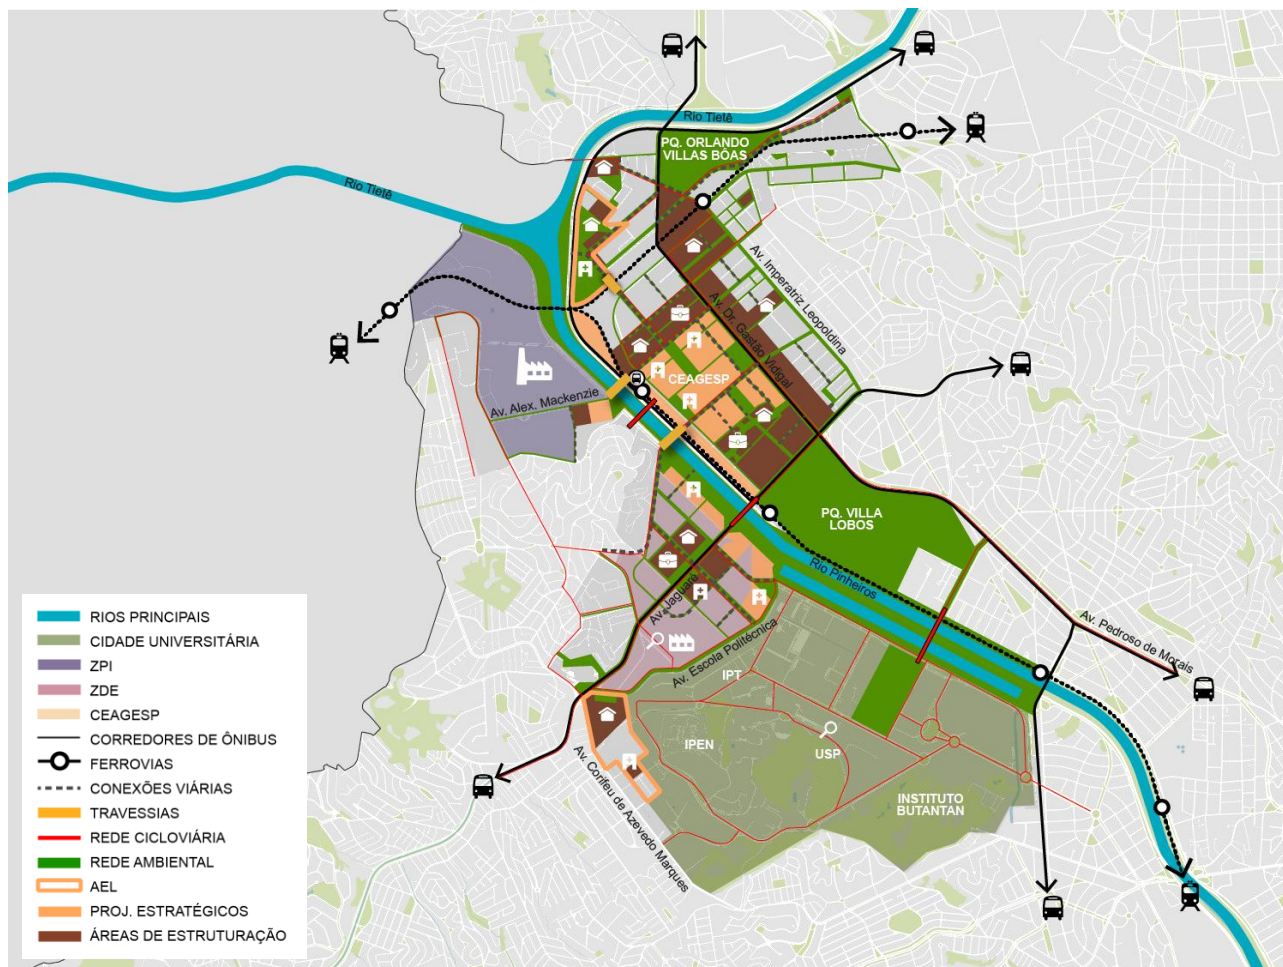 Rio Tietê
PQ. ORLANDO
VILLAS BÔAS
Rio Tietê
Av. Imperatriz Leopoldina
Av. Dr. Gastão Vidigal
CEAGESP
Av. Alex. Mackenzie
PQ. VILLA
LOBOS
Rio Pinheiros
Av. Jaguaré
Av. Escola Politécnica
Av. Pedroso de Morais
IPT
IPEN
USP
INSTITUTO
BUTANTAN
Av. Corifeu de Azevedo Marques
RIOS PRINCIPAIS
CIDADE UNIVERSITÁRIA
ZPI
ZDE
CEAGESP
CORREDORES DE ÔNIBUS
FERROVIAS
CONEXÕES VIÁRIAS
TRAVESSIAS
REDE CICLOVIÁRIA
REDE AMBIENTAL
AEL
PROJ. ESTRATÉGICOS
ÁREAS DE ESTRUTURAÇÃO